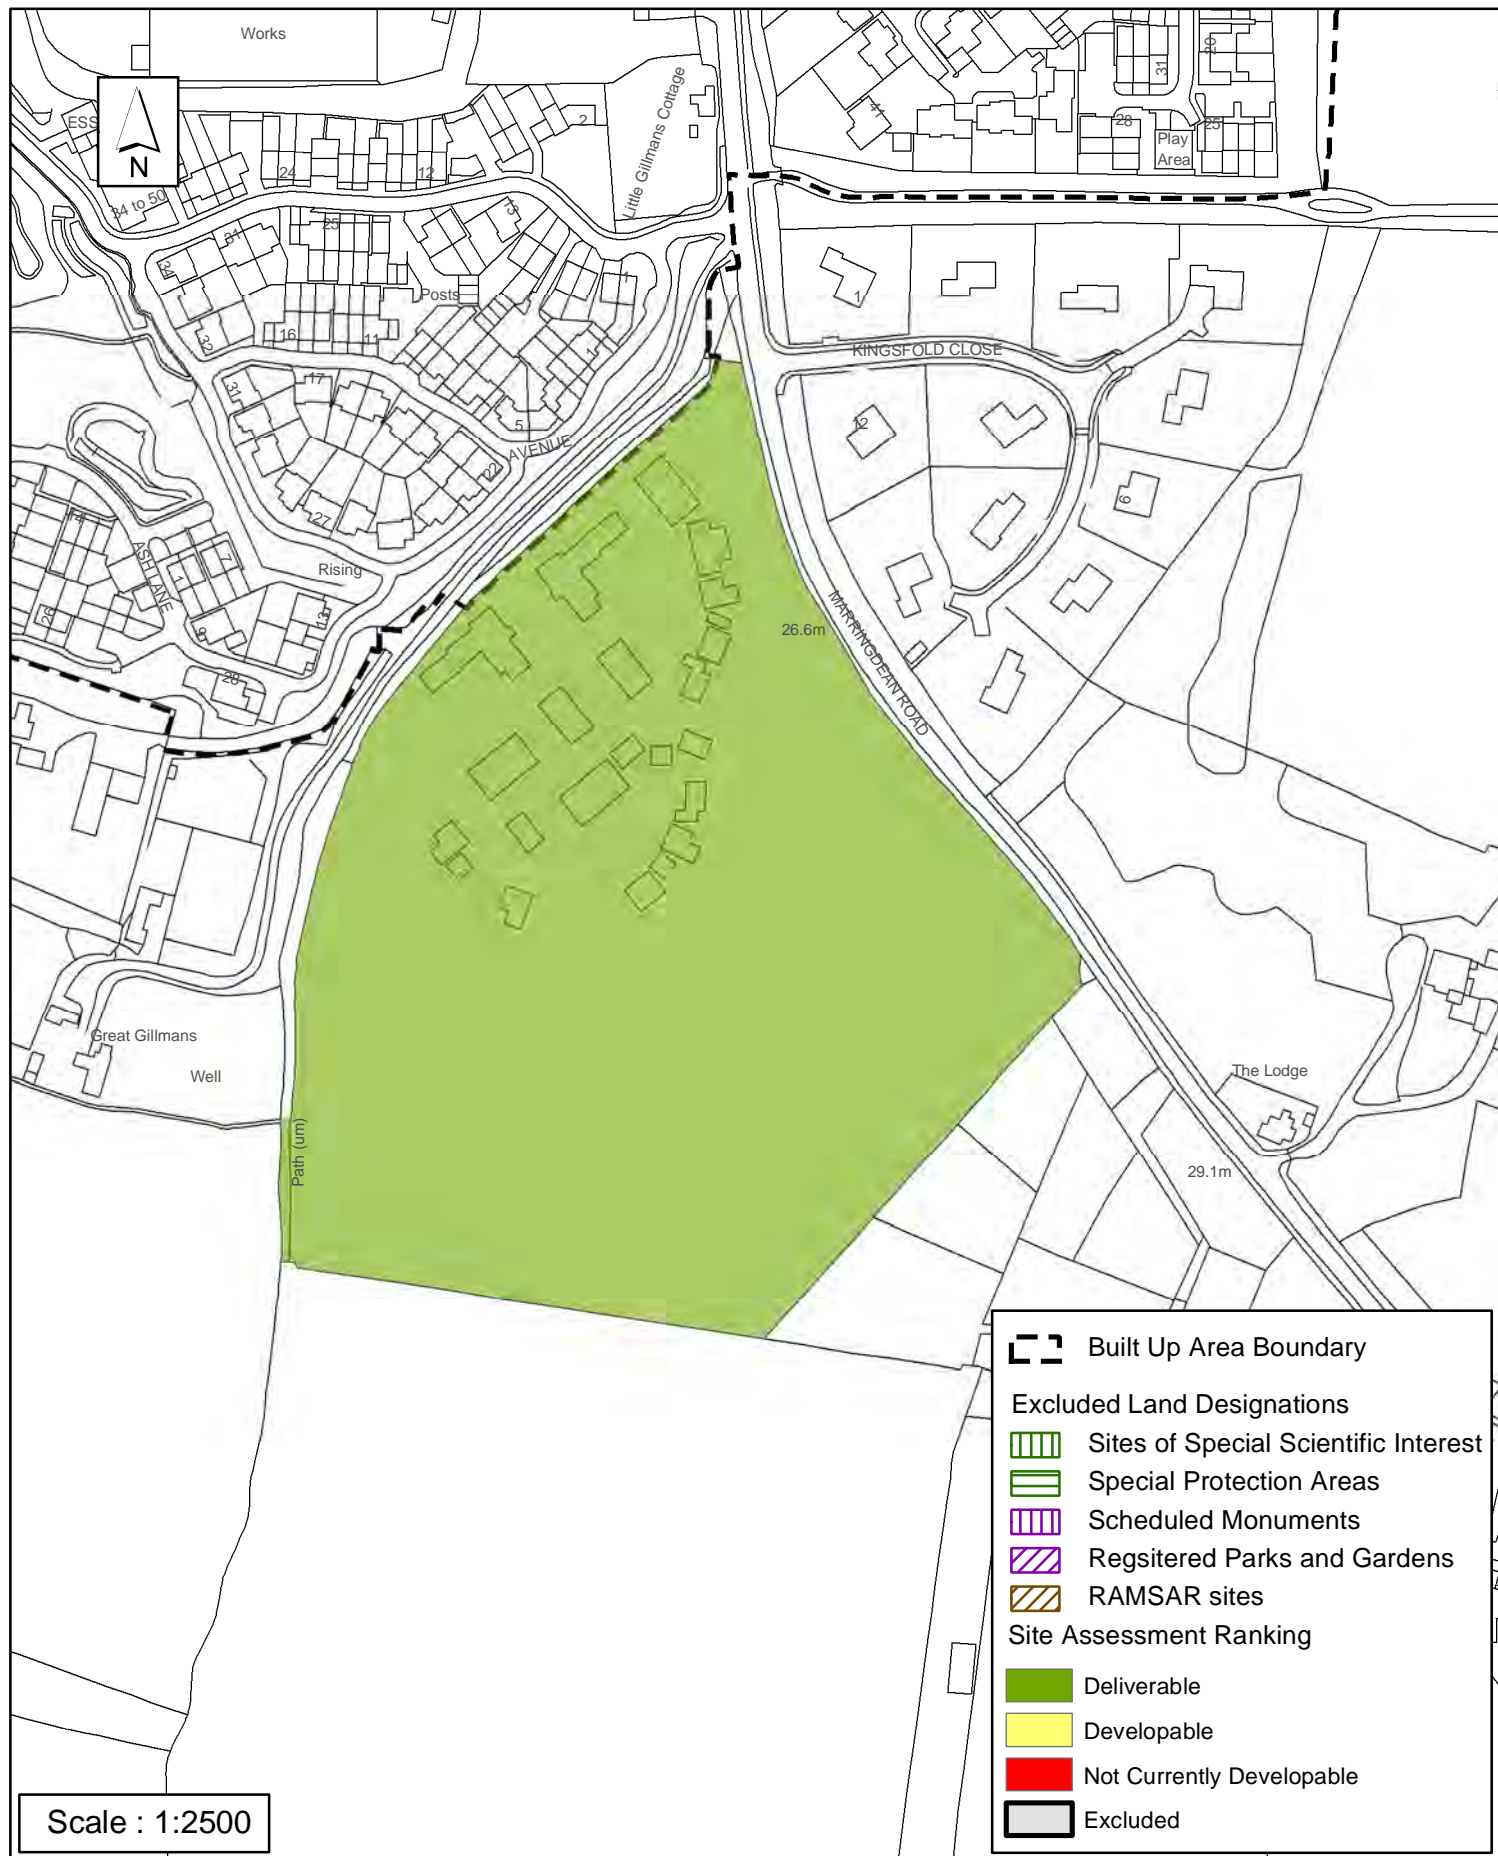 Works
ESS
N
34 to 50
24
12
2
Little Gillmans Cottage
41
31
20
28
Play
Area
25
34
31
25
13
1
Posts
32
16
11
1
1
KINGSFOLD CLOSE
31
17
5
AVENUE
22
27
12
6
14
ASH LANE
1
7
Rising
26
9
13
28
26.6m
MARRINGDEAN ROAD
Great Gillmans
Well
Path (um)
The Lodge
29.1m
Built Up Area Boundary
Excluded Land Designations
Sites of Special Scientific Interest
Special Protection Areas
Scheduled Monuments
Regsitered Parks and Gardens
RAMSAR sites
Site Assessment Ranking
Deliverable
Developable
Not Currently Developable
Excluded
Scale : 1:2500